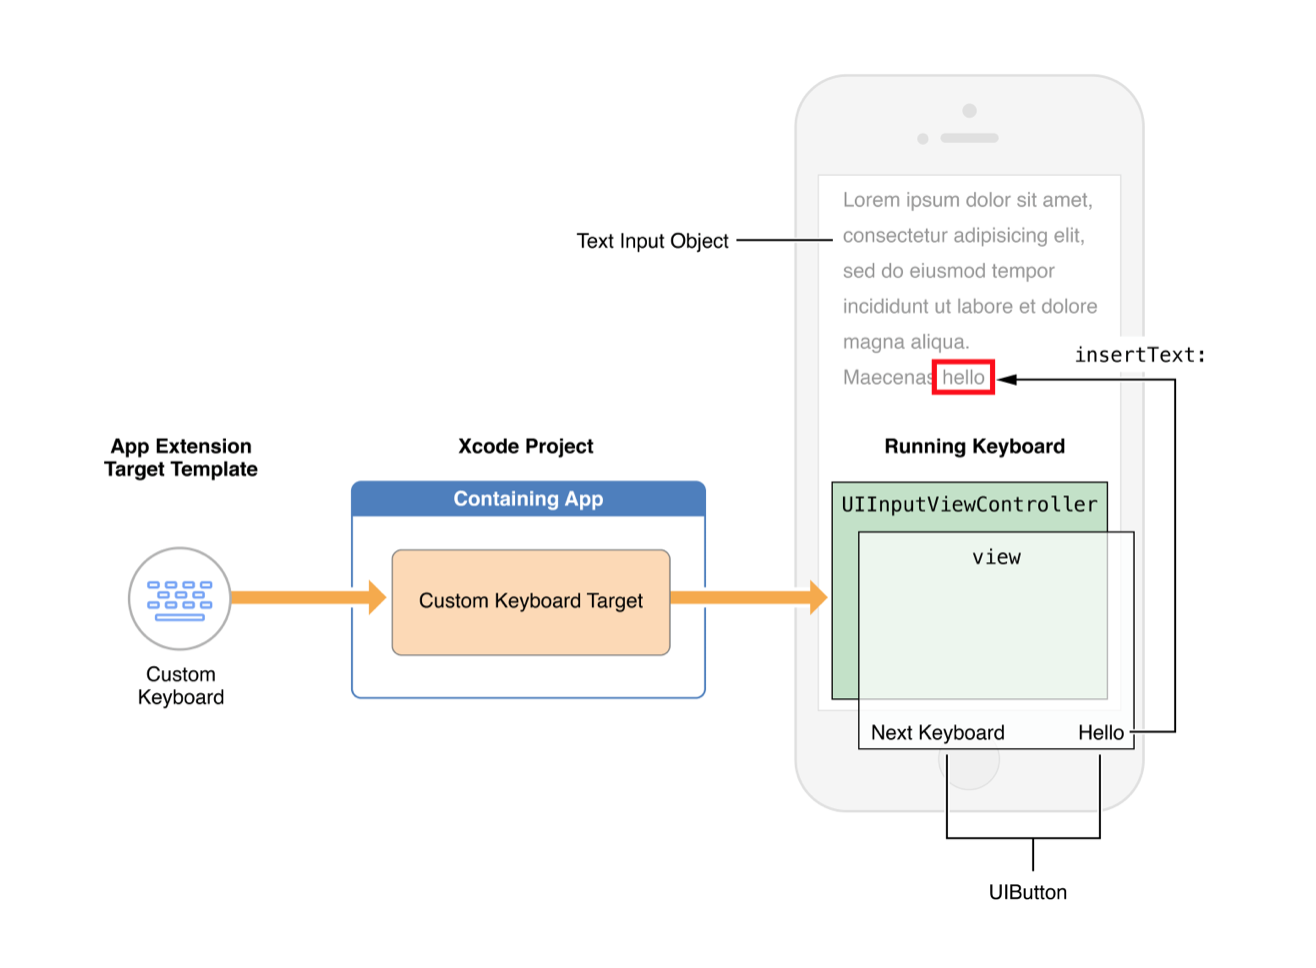 Lorem ipsum dolor sit amet,
Text Input Object
consectetur adipisicing elit,
sed do eiusmod tempor
incididunt ut labore et dolore
magna aliqua.
insertText:
Maecenas hello
App Extension
Target Template
Xcode Project
Running Keyboard
Containing App
UIInputViewController
view
Custom Keyboard Target
Custom
Keyboard
Next Keyboard
Hello
UIButton